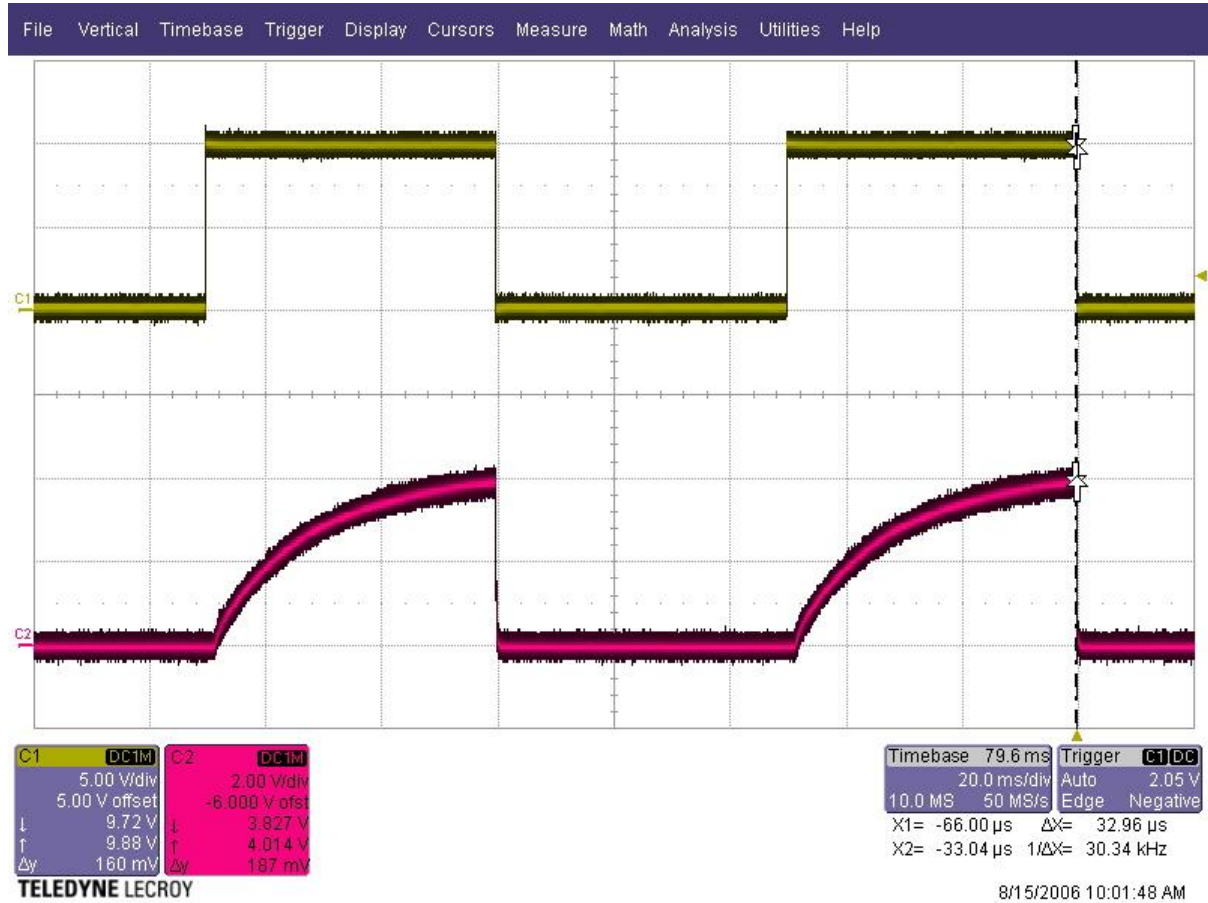 File Vertical Timebase Trigger Display Cursors Measure Math Analysis Utilities Help
C1
C2
C1 DC1M
5.00 V/div
5.00 V offset
↓ 9.72 V
↑ 9.88 V
Δy 160 mV
C2 DC1M
2.00 V/div
-6.000 V ofst
↓ 3.827 V
↑ 4.014 V
Δy 187 mV
Timebase 79.6 ms
20.0 ms/div
10.0 MS 50 MS/s
Trigger C1 DC
Auto 2.05 V
Edge Negative
X1= -66.00 µs ΔX= 32.96 µs
X2= -33.04 µs 1/ΔX= 30.34 kHz
TELEDYNE LECROY
8/15/2006 10:01:48 AM